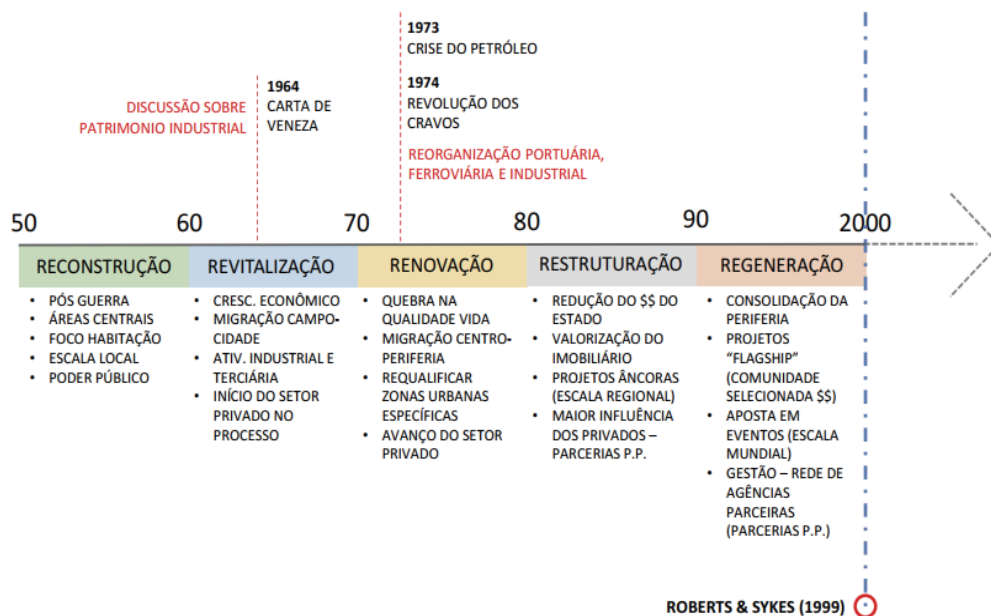 1973
CRISE DO PETRÓLEO
1964
CARTA DE
VENEZA
DISCUSSÃO SOBRE
PATRIMONIO INDUSTRIAL
1974
REVOLUÇÃO DOS
CRAVOS
REORGANIZAÇÃO PORTUÁRIA,
FERROVIÁRIA E INDUSTRIAL
50
60
70
80
90
2000
RECONSTRUÇÃO
• PÓS GUERRA
• ÁREAS CENTRAIS
• FOCO HABITAÇÃO
• ESCALA LOCAL
• PODER PÚBLICO
REVITALIZAÇÃO
• CRESC. ECONÔMICO
• MIGRAÇÃO CAMPO-
CIDADE
• ATIV. INDUSTRIAL E
TERCIÁRIA
• INÍCIO DO SETOR
PRIVADO NO
PROCESSO
RENOVAÇÃO
• QUEBRA NA
QUALIDADE VIDA
• MIGRAÇÃO CENTRO-
PERIFERIA
• REQUALIFICAR
ZONAS URBANAS
ESPECÍFICAS
• AVANÇO DO SETOR
PRIVADO
RESTRUTURAÇÃO
• REDUÇÃO DO $$ DO
ESTADO
• VALORIZAÇÃO DO
IMOBILIÁRIO
• PROJETOS ÂNCORAS
(ESCALA REGIONAL)
• MAIOR INFLUÊNCIA
DOS PRIVADOS –
PARCERIAS P.P.
REGENERAÇÃO
• CONSOLIDAÇÃO DA
PERIFERIA
• PROJETOS
“FLAGSHIP”
(COMUNIDADE
SELECIONADA $$)
• APOSTA EM
EVENTOS (ESCALA
MUNDIAL)
• GESTÃO – REDE DE
AGÊNCIAS
PARCEIRAS
(PARCERIAS P.P.)
ROBERTS & SYKES (1999)